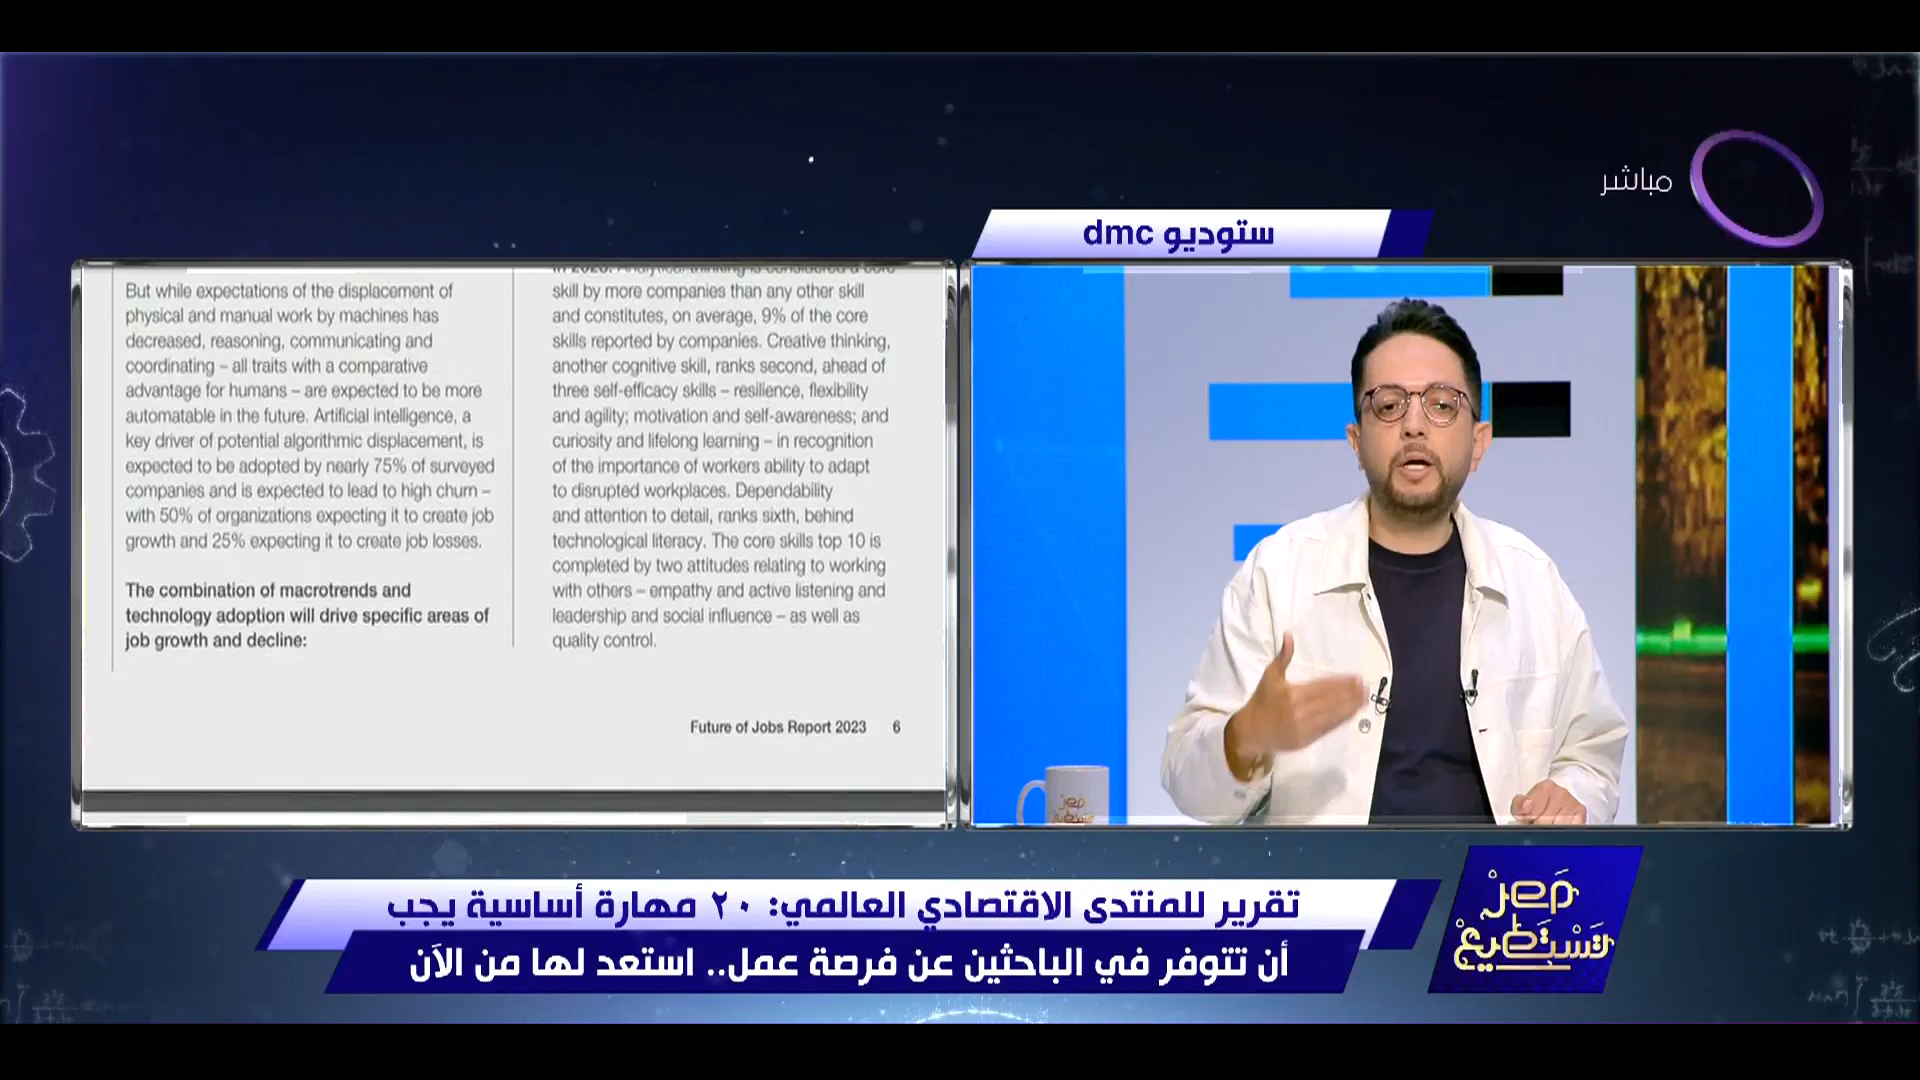 مباشر
ستوديو dmc
But while expectations of the displacement of
physical and manual work by machines has
decreased, reasoning, communicating and
coordinating – all traits with a comparative
advantage for humans – are expected to be more
automatable in the future. Artificial intelligence, a
key driver of potential algorithmic displacement, is
expected to be adopted by nearly 75% of surveyed
companies and is expected to lead to high churn –
with 50% of organizations expecting it to create job
growth and 25% expecting it to create job losses.
The combination of macrotrends and
technology adoption will drive specific areas of
job growth and decline:
in 2023. Analytical thinking is considered a core
skill by more companies than any other skill
and constitutes, on average, 9% of the core
skills reported by companies. Creative thinking,
another cognitive skill, ranks second, ahead of
three self-efficacy skills – resilience, flexibility
and agility; motivation and self-awareness; and
curiosity and lifelong learning – in recognition
of the importance of workers ability to adapt
to disrupted workplaces. Dependability
and attention to detail, ranks sixth, behind
technological literacy. The core skills top 10 is
completed by two attitudes relating to working
with others – empathy and active listening and
leadership and social influence – as well as
quality control.
Future of Jobs Report 2023 6
مصر
تستطيع
تقرير للمنتدى الاقتصادي العالمي: ٢٠ مهارة أساسية يجب
أن تتوفر في الباحثين عن فرصة عمل.. استعد لها من الآن
مَصرْ
تَسْتَطيعْ